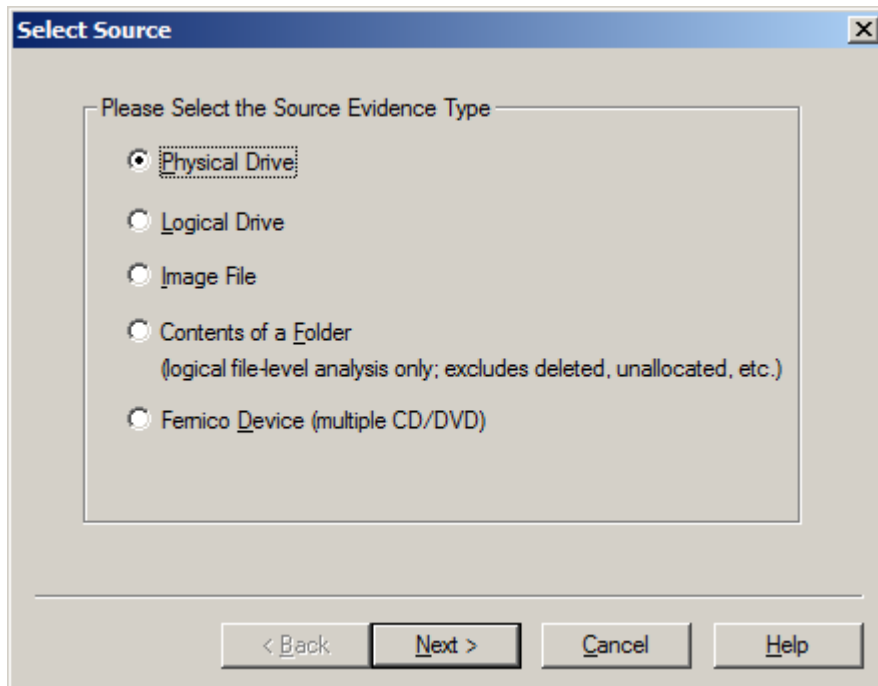 Select Source
Please Select the Source Evidence Type
Physical Drive
Logical Drive
Image File
Contents of a Folder
(logical file-level analysis only; excludes deleted, unallocated, etc.)
Fernico Device (multiple CD/DVD)
< Back Next > Cancel Help